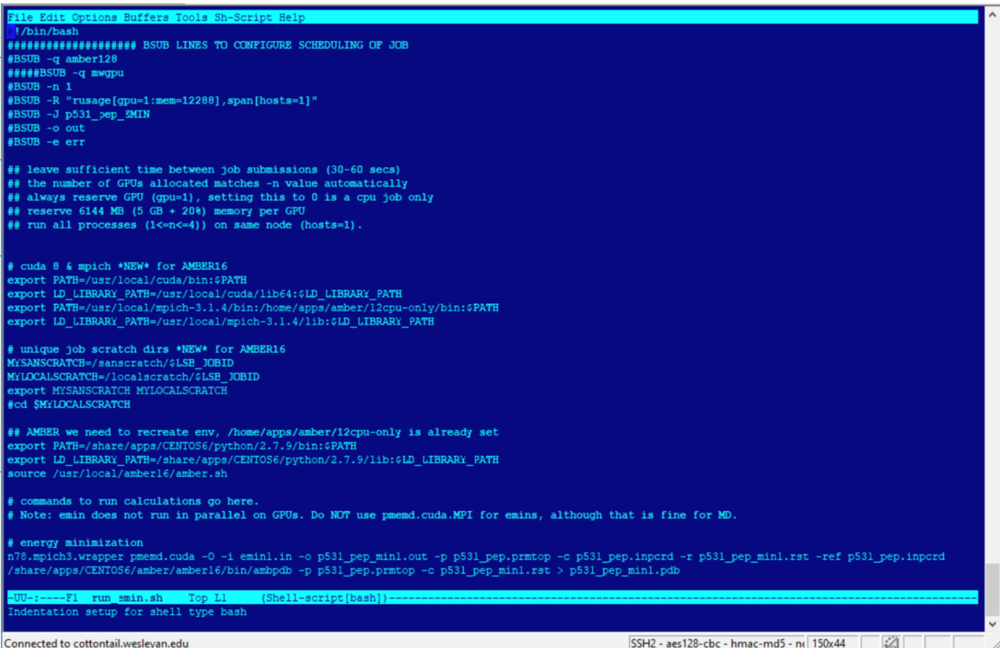 File Edit Options Buffers Tools Sh-Script Help
#!/bin/bash
#################### BSUB LINES TO CONFIGURE SCHEDULING OF JOB
#BSUB -q amber128
#####BSUB -q mwgpu
#BSUB -n 1
#BSUB -R "rusage[gpu=1:mem=12288],span[hosts=1]"
#BSUB -J p531_pep_EMIN
#BSUB -o out
#BSUB -e err
## leave sufficient time between job submissions (30-60 secs)
## the number of GPUs allocated matches -n value automatically
## always reserve GPU (gpu=1), setting this to 0 is a cpu job only
## reserve 6144 MB (5 GB + 20%) memory per GPU
## run all processes (1<=n<=4)) on same node (hosts=1).
# cuda 8 & mpich *NEW* for AMBER16
export PATH=/usr/local/cuda/bin:$PATH
export LD_LIBRARY_PATH=/usr/local/cuda/lib64:$LD_LIBRARY_PATH
export PATH=/usr/local/mpich-3.1.4/bin:/home/apps/amber/12cpu-only/bin:$PATH
export LD_LIBRARY_PATH=/usr/local/mpich-3.1.4/lib:$LD_LIBRARY_PATH
# unique job scratch dirs *NEW* for AMBER16
MYSANSCRATCH=/sanscratch/$LSB_JOBID
MYLOCALSCRATCH=/localscratch/$LSB_JOBID
export MYSANSCRATCH MYLOCALSCRATCH
#cd $MYLOCALSCRATCH
## AMBER we need to recreate env, /home/apps/amber/12cpu-only is already set
export PATH=/share/apps/CENTOS6/python/2.7.9/bin:$PATH
export LD_LIBRARY_PATH=/share/apps/CENTOS6/python/2.7.9/lib:$LD_LIBRARY_PATH
source /usr/local/amber16/amber.sh
# commands to run calculations go here.
# Note: emin does not run in parallel on GPUs. Do NOT use pmemd.cuda.MPI for emins, although that is fine for MD.
# energy minimization
n78.mpich3.wrapper pmemd.cuda -O -i emin1.in -o p531_pep_min1.out -p p531_pep.prmtop -c p531_pep.inpcrd -r p531_pep_min1.rst -ref p531_pep.inpcrd
/share/apps/CENTOS6/amber/amber16/bin/ambpdb -p p531_pep.prmtop -c p531_pep_min1.rst > p531_pep_min1.pdb
-UU-:----F1 run_emin.sh Top L1 (Shell-script[bash])-------------------------------------------------------------------------------------------
Indentation setup for shell type bash
Connected to cottontail.wesleyan.edu SSH2 - aes128-cbc - hmac-md5 - nc 150x44